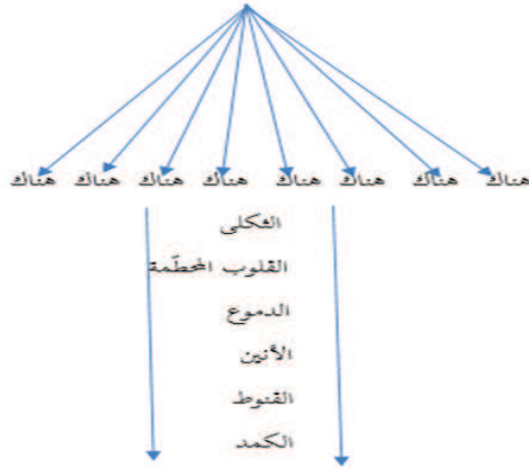 هناك هناك هناك هناك هناك هناك هناك هناك
الثكلى
القلوب المحطّمة
الدموع
الأنين
القنوط
الكمد